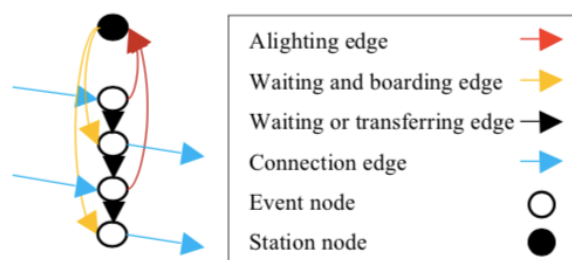 Alighting edge
Waiting and boarding edge
Waiting or transferring edge
Connection edge
Event node
Station node